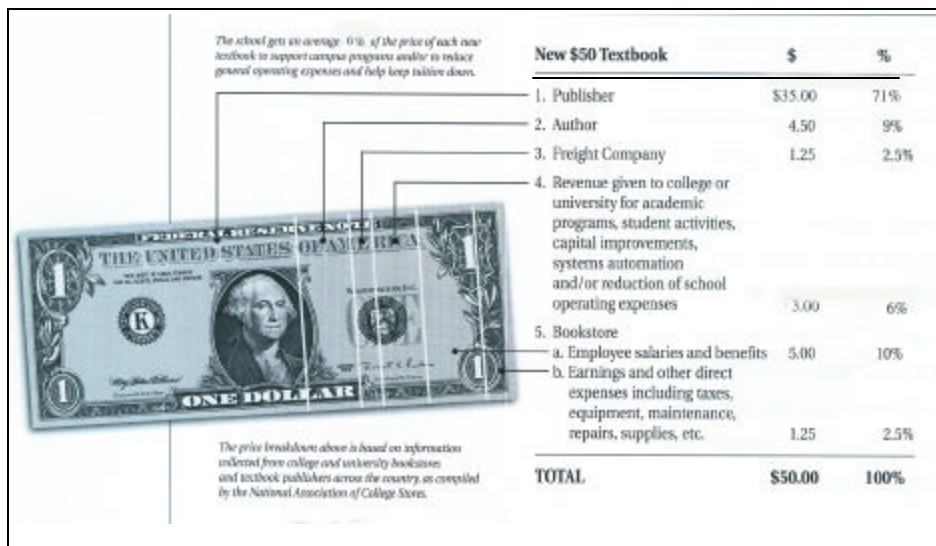 The school gets an average 6% of the price of each new
textbook to support campus programs and/or to reduce
general operating expenses and help keep tuition down.
New $50 Textbook $ %
1. Publisher $35.00 71%
2. Author 4.50 9%
3. Freight Company 1.25 2.5%
4. Revenue given to college or
university for academic
programs, student activities,
capital improvements,
systems automation
and/or reduction of school
operating expenses 3.00 6%
5. Bookstore
a. Employee salaries and benefits 5.00 10%
b. Earnings and other direct
expenses including taxes,
equipment, maintenance,
repairs, supplies, etc. 1.25 2.5%
TOTAL $50.00 100%
FEDERAL RESERVE NOTE
THE UNITED STATES OF AMERICA
1
1
K
1
1
ONE DOLLAR
The price breakdown above is based on information
collected from college and university bookstores
and textbook publishers across the country, as compiled
by the National Association of College Stores.